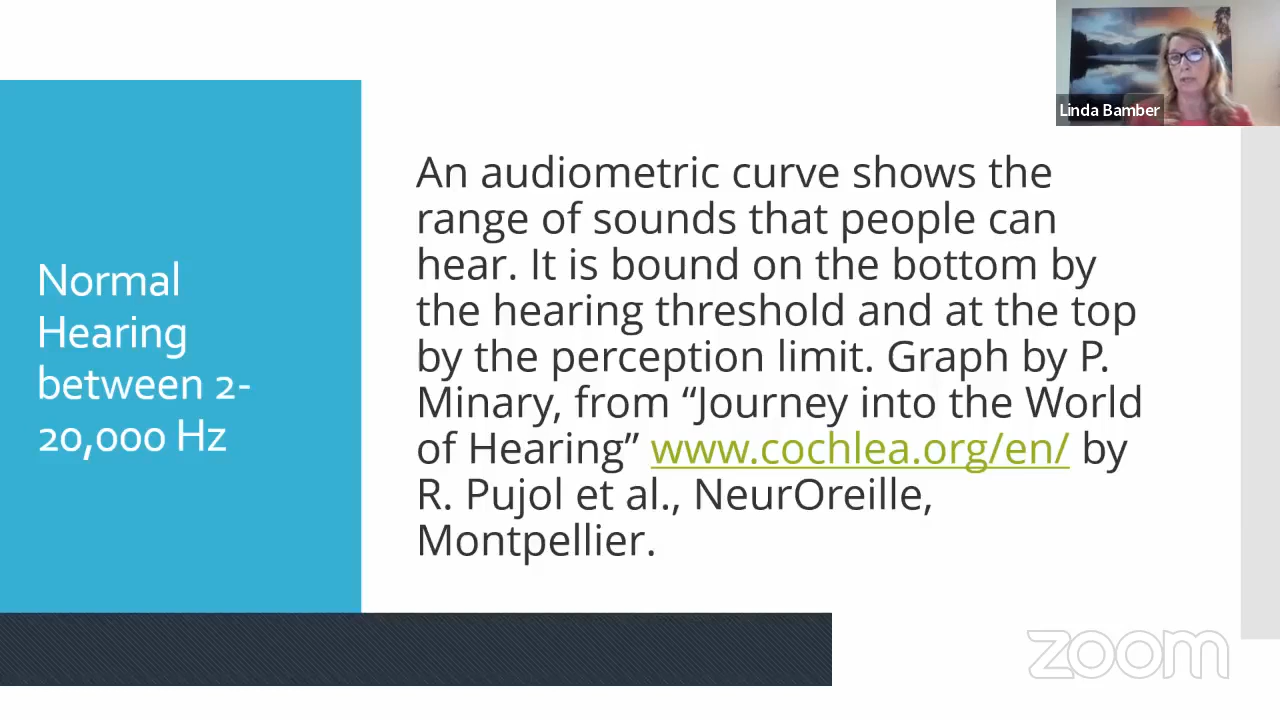 Linda Bamber
Normal
Hearing
between 2-
20,000 Hz
An audiometric curve shows the
range of sounds that people can
hear. It is bound on the bottom by
the hearing threshold and at the top
by the perception limit. Graph by P.
Minary, from “Journey into the World
of Hearing” www.cochlea.org/en/ by
R. Pujol et al., NeurOreille,
Montpellier.
zoom